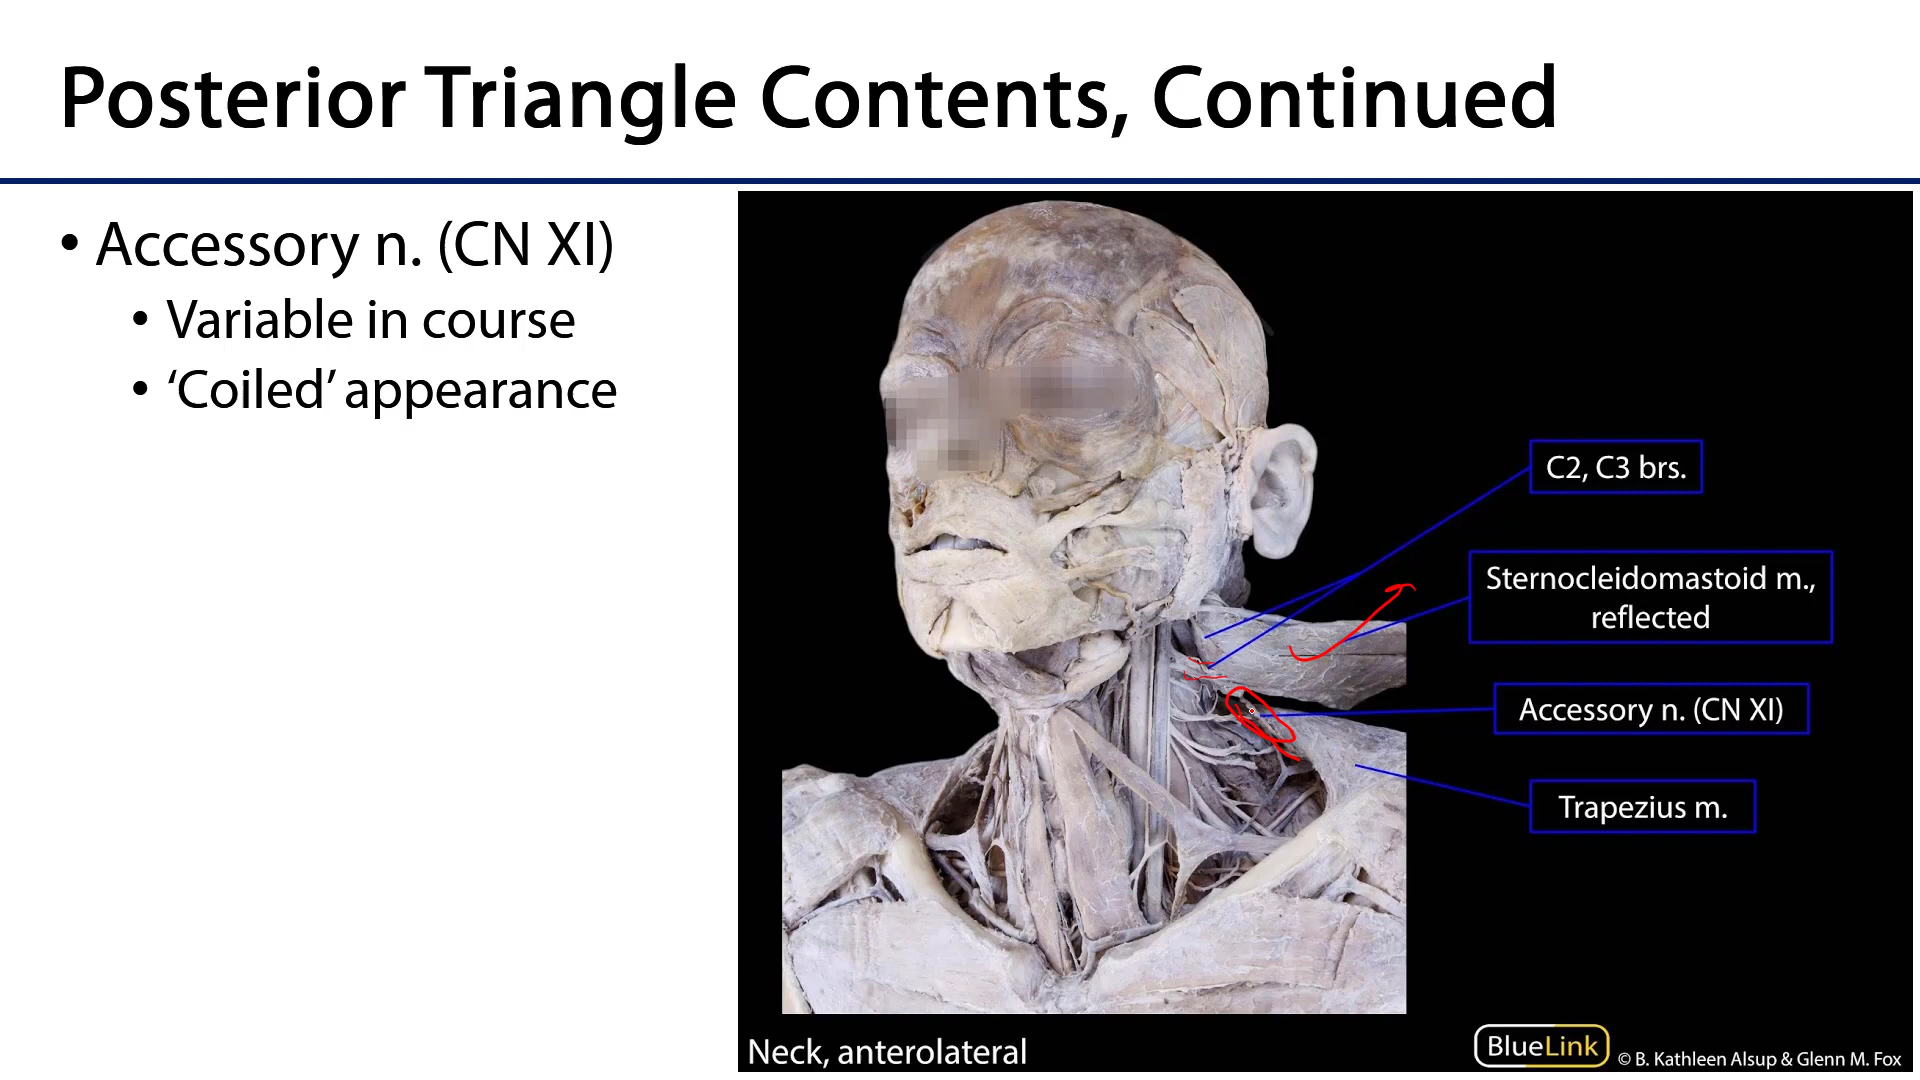 Posterior Triangle Contents, Continued
• Accessory n. (CN XI)
• Variable in course
• ‘Coiled’ appearance
C2, C3 brs.
Sternocleidomastoid m.,
reflected
Accessory n. (CN XI)
Trapezius m.
Neck, anterolateral
BlueLink
© B. Kathleen Alsup & Glenn M. Fox